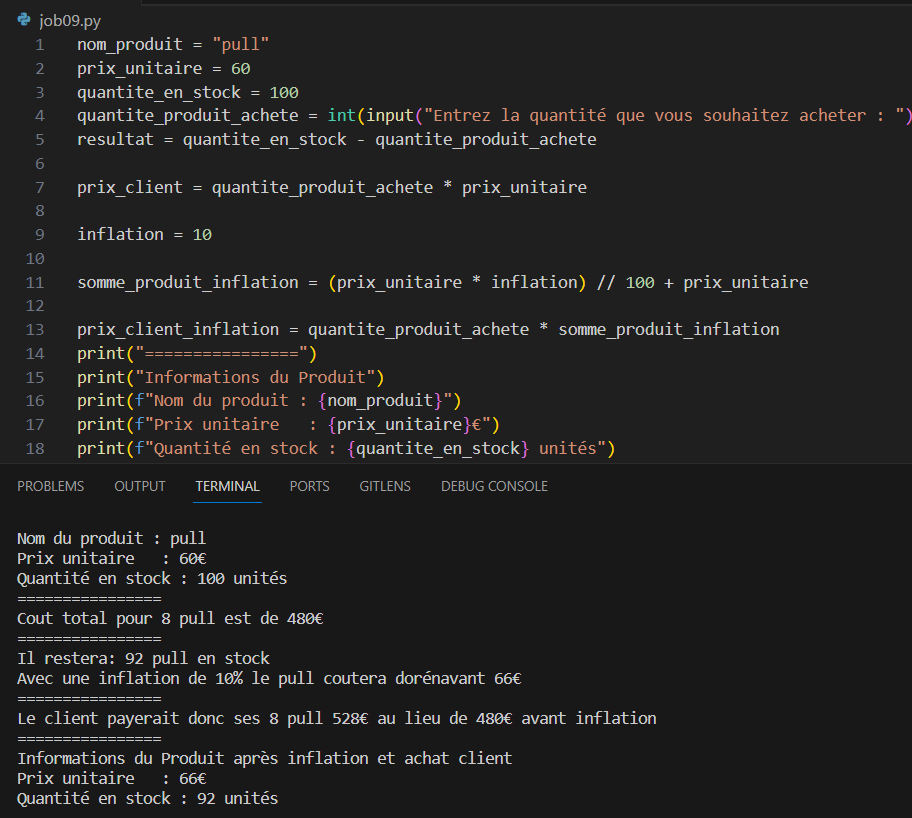 job09.py
1 nom_produit = "pull"
2 prix_unitaire = 60
3 quantite_en_stock = 100
4 quantite_produit_achete = int(input("Entrez la quantité que vous souhaitez acheter : ")
5 resultat = quantite_en_stock - quantite_produit_achete
6
7 prix_client = quantite_produit_achete * prix_unitaire
8
9 inflation = 10
10
11 somme_produit_inflation = (prix_unitaire * inflation) // 100 + prix_unitaire
12
13 prix_client_inflation = quantite_produit_achete * somme_produit_inflation
14 print("================")
15 print("Informations du Produit")
16 print(f"Nom du produit : {nom_produit}")
17 print(f"Prix unitaire   : {prix_unitaire}€")
18 print(f"Quantité en stock : {quantite_en_stock} unités")
PROBLEMS OUTPUT TERMINAL PORTS GITLENS DEBUG CONSOLE
Nom du produit : pull
Prix unitaire   : 60€
Quantité en stock : 100 unités
================
Cout total pour 8 pull est de 480€
================
Il restera: 92 pull en stock
Avec une inflation de 10% le pull coutera dorénavant 66€
================
Le client payerait donc ses 8 pull 528€ au lieu de 480€ avant inflation
================
Informations du Produit après inflation et achat client
Prix unitaire   : 66€
Quantité en stock : 92 unités